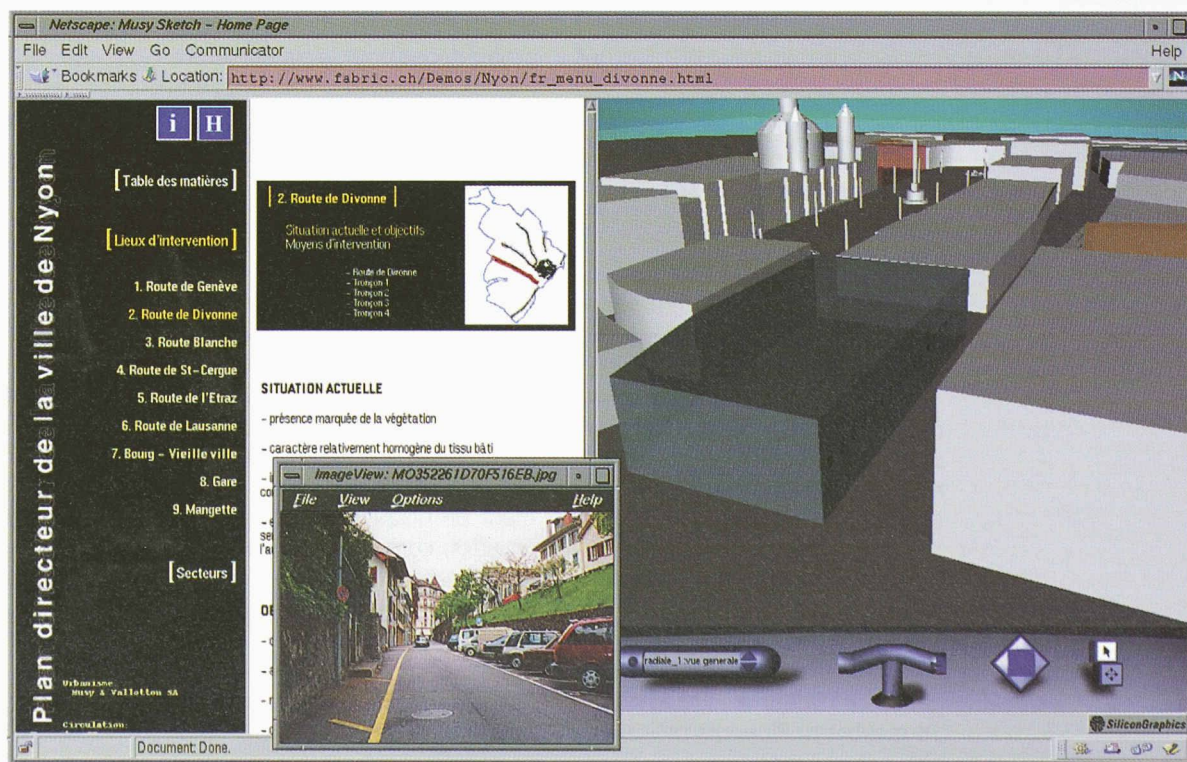 Netscape: Musy Sketch - Home Page
File Edit View Go Communicator Help
Bookmarks Location: http://www.fabric.ch/Demos/Nyon/fr_menu_divonne.html
N
Plan directeur de la ville de Nyon
i H
[Table des matières]
[Lieux d'intervention]
1. Route de Genève
2. Route de Divonne
3. Route Blanche
4. Route de St-Cergue
5. Route de l'Etraz
6. Route de Lausanne
7. Bourg - Vieille ville
8. Gare
9. Mangette
[Secteurs]
Urbanisme
Musy & Vallotton SA
Circulation:
2. Route de Divonne
Situation actuelle et objectifs
Moyens d'intervention
- Route de Divonne
- Tronçon 1
- Tronçon 2
- Tronçon 3
- Tronçon 4
SITUATION ACTUELLE
- présence marquée de la végétation
- caractère relativement homogène du tissu bâti
ImageView: MO352261D70F516EB.jpg
File View Options Help
radiale_1:vue generale
SiliconGraphics
Document: Done.